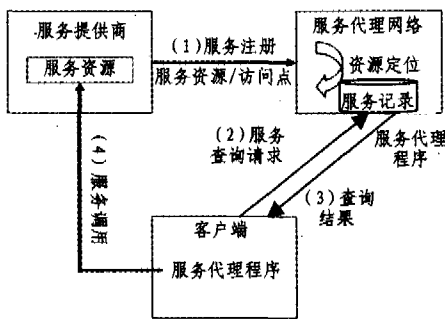 服务提供商
服务资源
(1)服务注册
服务资源/访问点
服务代理网络
资源定位
服务记录
(2)服务
查询请求
服务代理
程序
(3)查询
结果
(4)服务调用
客户端
服务代理程序